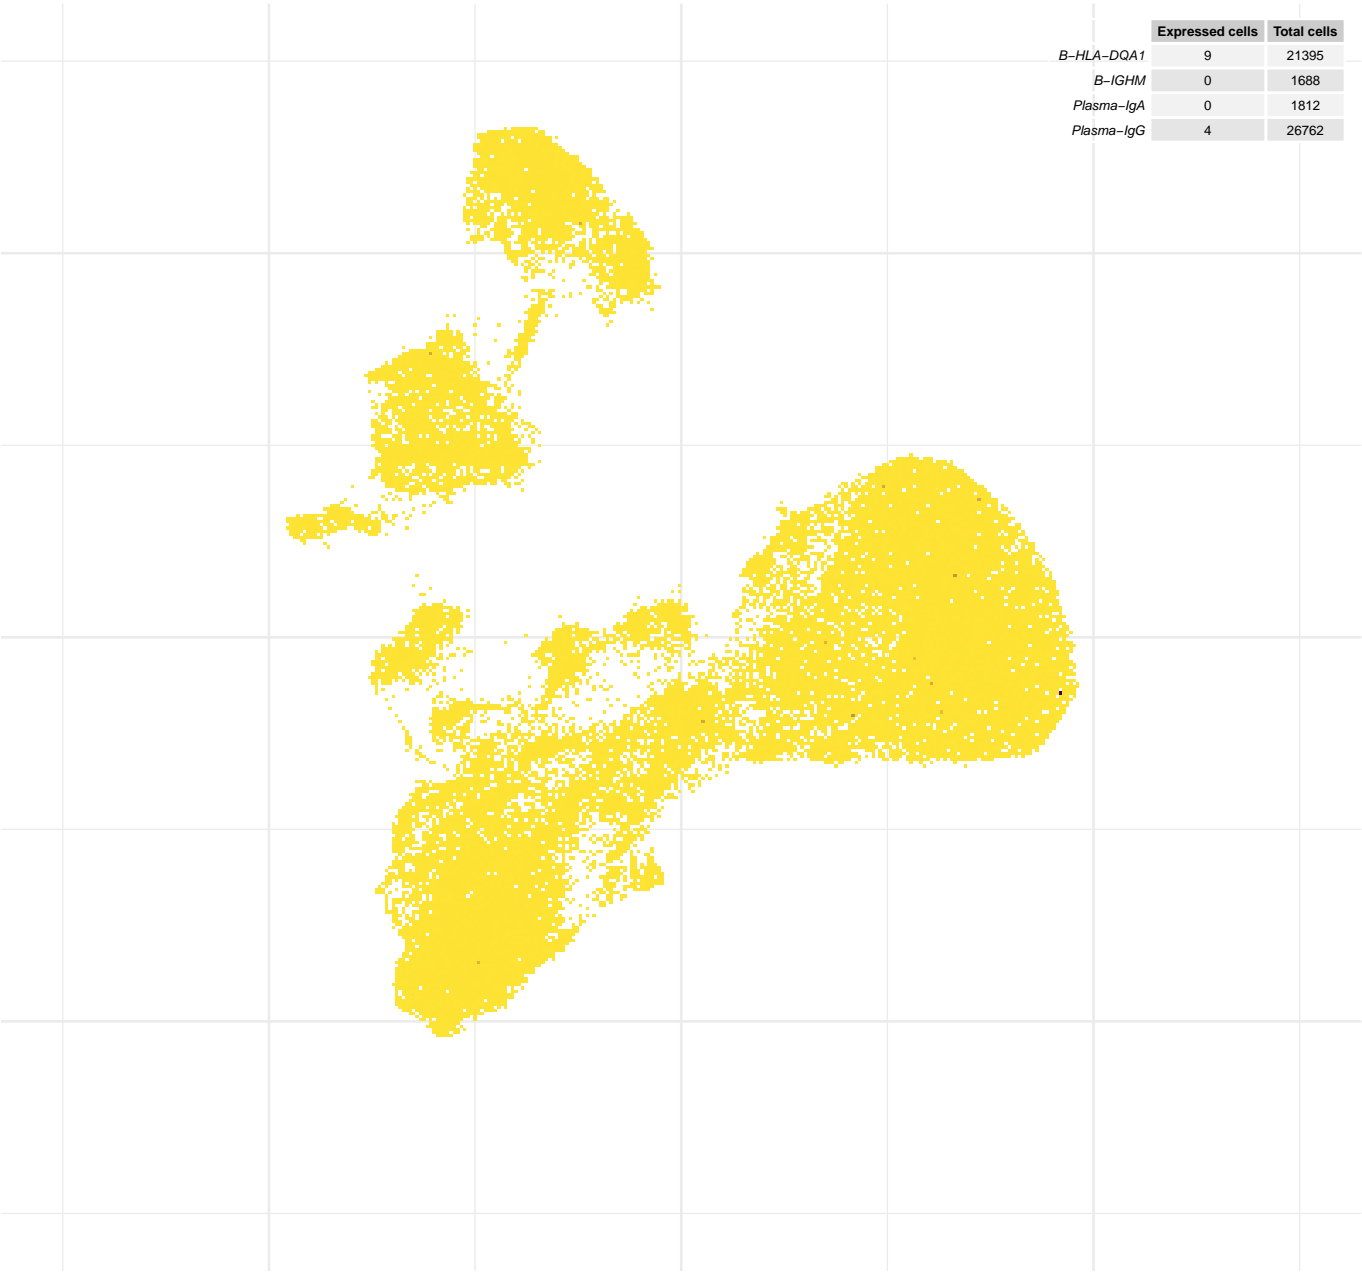 Expressed cells Total cells
B−HLA−DQA1 9 21395
B−IGHM 0 1688
Plasma−IgA 0 1812
Plasma−IgG 4 26762